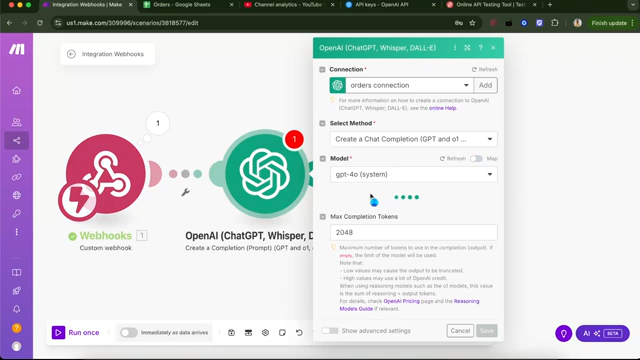 Integration Webhooks | Make
Orders - Google Sheets
Channel analytics - YouTube
API keys - OpenAI API
Online API Testing Tool | Test
us1.make.com/309996/scenarios/3818577/edit
Finish update
Integration Webhooks
OpenAI (ChatGPT, Whisper, DALL-E)
Connection*
Refresh
orders connection
Add
For more information on how to create a connection to OpenAI
(ChatGPT, Whisper, DALL-E), see the online Help.
Select Method*
Create a Chat Completion (GPT and o1 ...
Model*
Refresh
Map
gpt-4o (system)
Max Completion Tokens
2048
Maximum number of tokens to use in the completion (output). If
empty, the limit of the model will be used.
Note that:
- Low values may cause the output to be truncated.
- High values may use a lot of OpenAI credit.
When using reasoning models such as the o1 models, this value
is the sum of reasoning + output tokens.
For details, check OpenAI Pricing page and the Reasoning
Models Guide if relevant.
Show advanced settings
Cancel
Save
1
1
Webhooks 1
Custom webhook
OpenAI (ChatGPT, Whisper, D
Create a Completion (Prompt) (GPT and o1,
Run once
Immediately as data arrives
AI
BETA